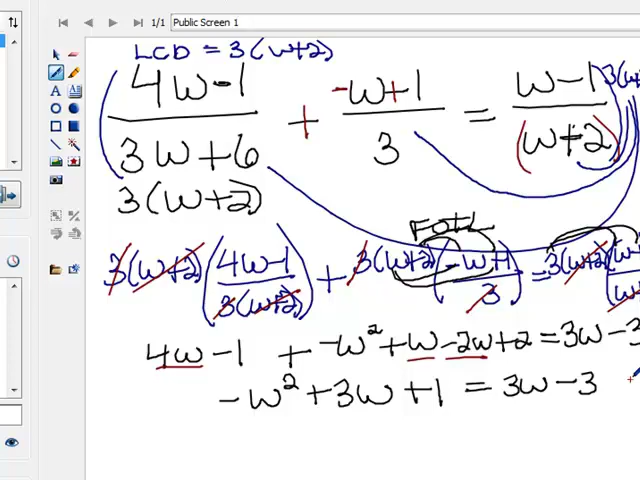 1/1 Public Screen 1
LCD = 3(w+2)
(4w-1)/(3w+6) + (-w+1)/3 = (w-1)/(w+2) 3(w+
3(w+2)
FOIL
3(w+2)((4w-1)/(3(w+2))) + 3(w+2)((-w+1)/3) = 3(w+2)(
4w-1 + -w²+w-2w+2=3w-3
-w²+3w+1=3w-3